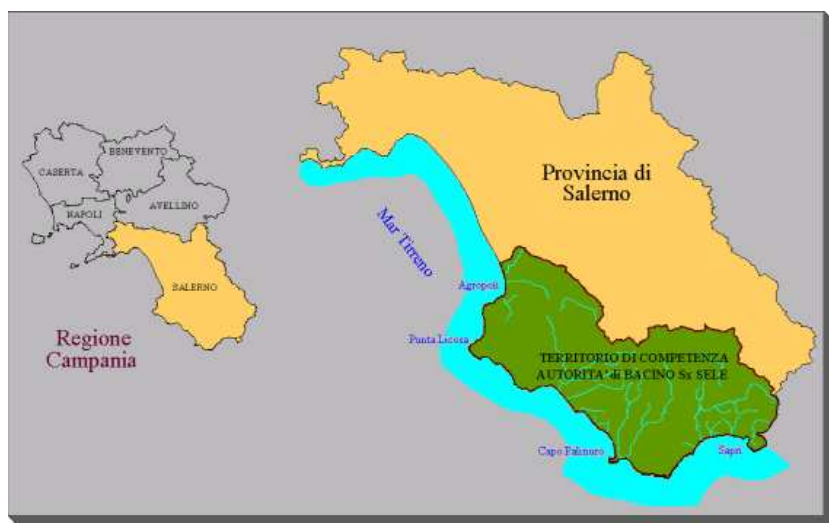 BENEVENTO
CASERTA
NAPOLI
AVELLINO
SALERNO
Regione
Campania
Provincia di
Salerno
Mar Tirreno
Agropoli
Punta Licosa
TERRITORIO DI COMPETENZA
AUTORITA' di BACINO Sx SELE
Capo Palinuro
Sapri